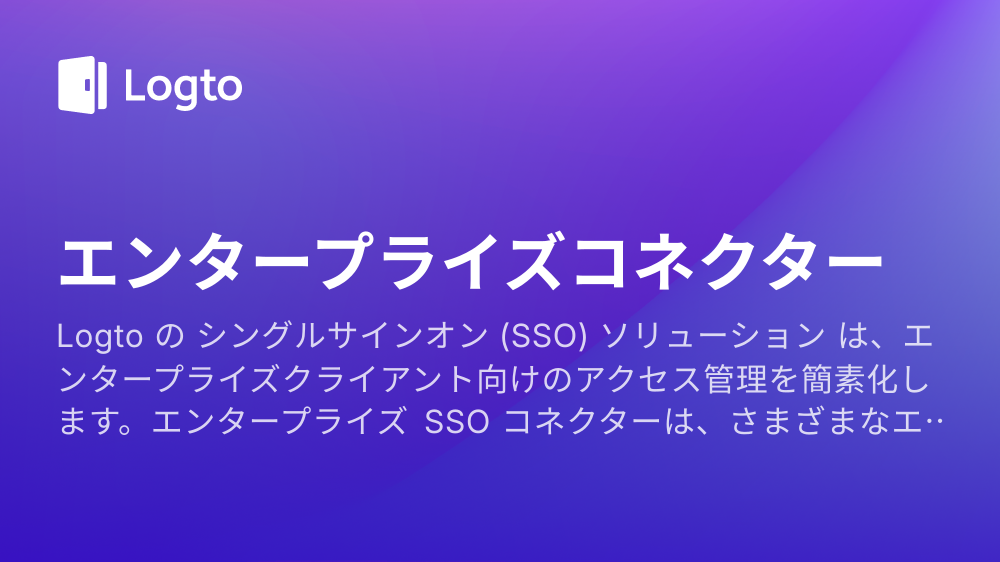 Logto
エンタープライズコネクター
Logto の シングルサインオン (SSO) ソリューション は、エ
ンタープライズクライアント向けのアクセス管理を簡素化し
ます。エンタープライズ SSO コネクターは、さまざまなエ··